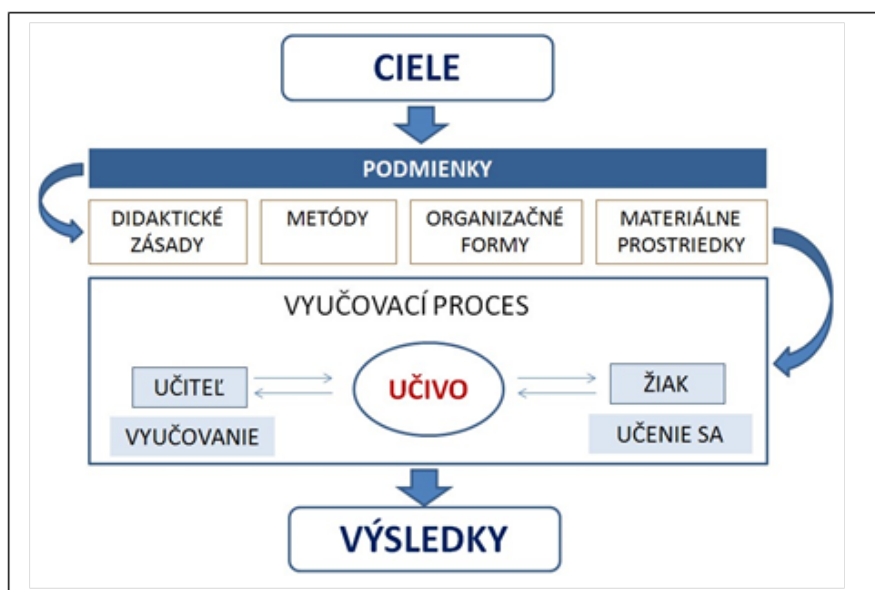 CIELE
PODMIENKY
DIDAKTICKÉ
ZÁSADY
METÓDY
ORGANIZAČNÉ
FORMY
MATERIÁLNE
PROSTRIEDKY
VYUČOVACÍ PROCES
UČITEĽ
UČIVO
ŽIAK
VYUČOVANIE
UČENIE SA
VÝSLEDKY